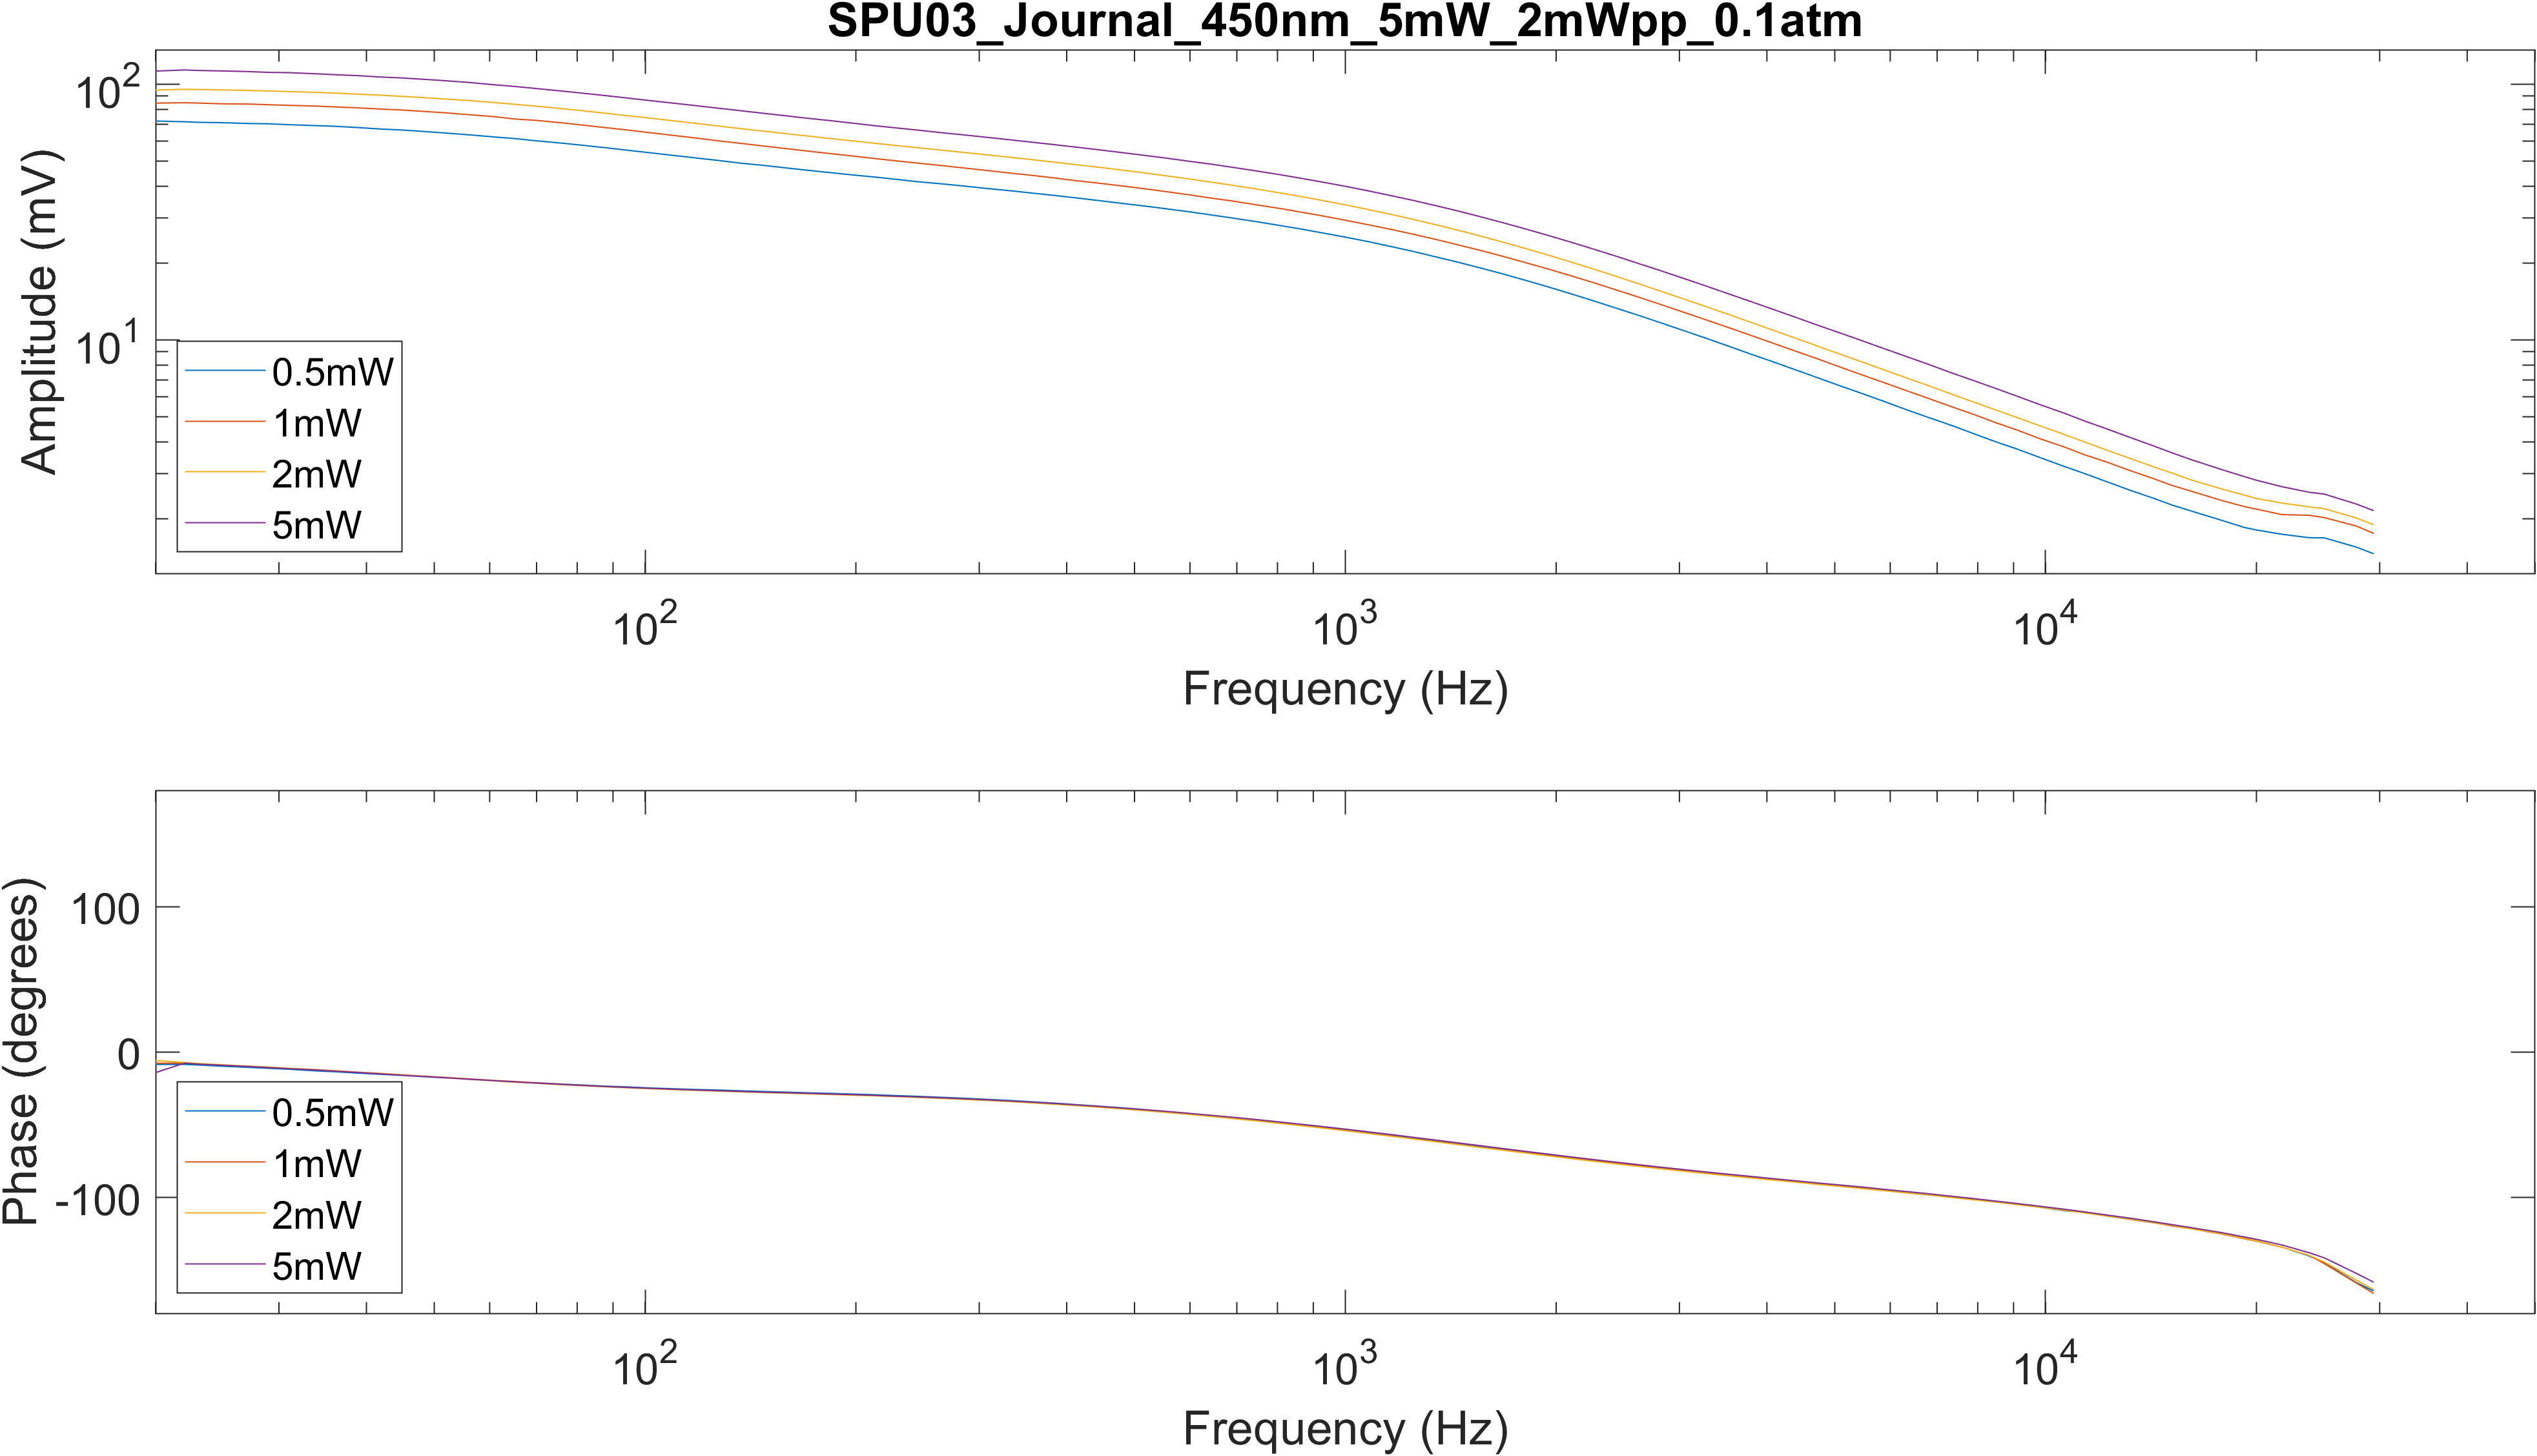 SPU03_Journal_450nm_5mW_2mWpp_0.1atm
Amplitude (mV)
10^2
10^1
0.5mW
1mW
2mW
5mW
10^2
10^3
10^4
Frequency (Hz)
Phase (degrees)
100
0
-100
0.5mW
1mW
2mW
5mW
10^2
10^3
10^4
Frequency (Hz)